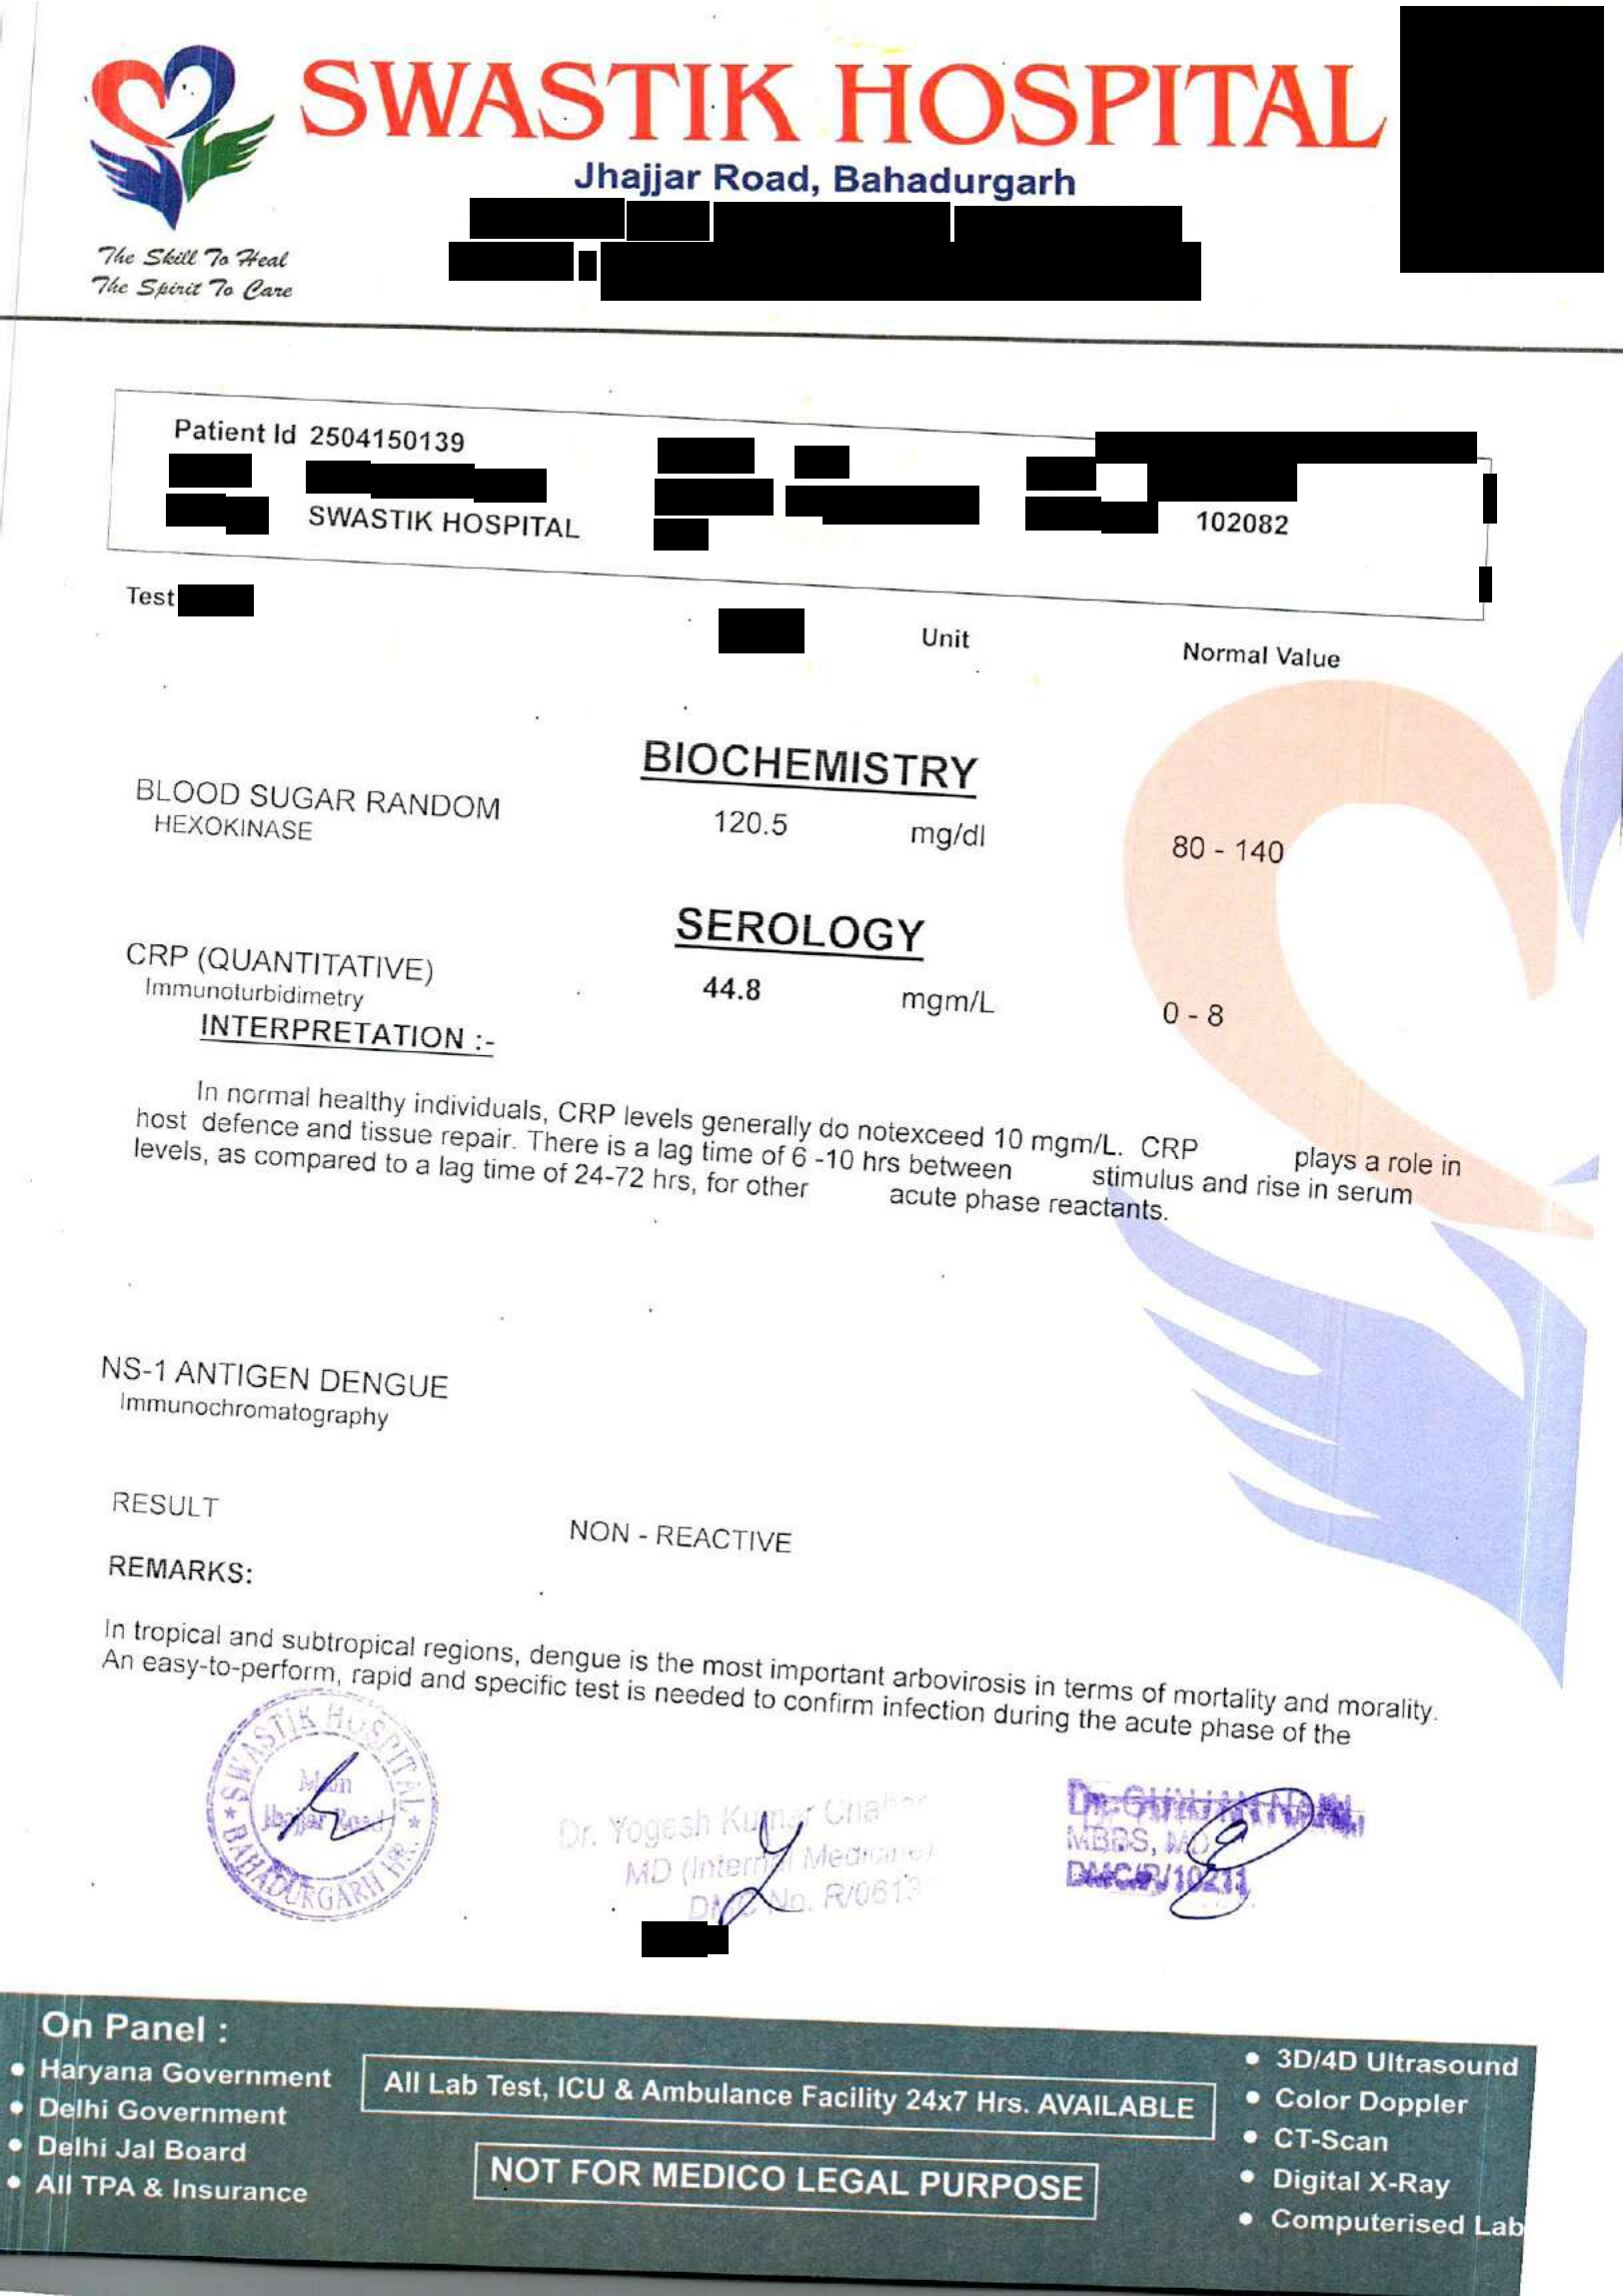 SWASTIK HOSPITAL
Jhajjar Road, Bahadurgarh
The Skill To Heal
The Spirit To Care
Patient Id 2504150139
SWASTIK HOSPITAL
102082
Test
Unit
Normal Value
BIOCHEMISTRY
BLOOD SUGAR RANDOM 120.5 mg/dl 80 - 140
HEXOKINASE
SEROLOGY
CRP (QUANTITATIVE) 44.8 mgm/L 0 - 8
Immunoturbidimetry
INTERPRETATION :-
In normal healthy individuals, CRP levels generally do notexceed 10 mgm/L. CRP plays a role in
host defence and tissue repair. There is a lag time of 6 -10 hrs between stimulus and rise in serum
levels, as compared to a lag time of 24-72 hrs, for other acute phase reactants.
NS-1 ANTIGEN DENGUE
Immunochromatography
RESULT NON - REACTIVE
REMARKS:
In tropical and subtropical regions, dengue is the most important arbovirosis in terms of mortality and morality.
An easy-to-perform, rapid and specific test is needed to confirm infection during the acute phase of the
SWASTIK HOSPITAL
Main
Jhajjar Road
BAHADURGARH HR.
Dr. Yogesh Kumar
MD (Internal Medicine)
DMC No.
Dr.
MBBS,
DMC/R/10211
On Panel :
Haryana Government
Delhi Government
Delhi Jal Board
All TPA & Insurance
All Lab Test, ICU & Ambulance Facility 24x7 Hrs. AVAILABLE
NOT FOR MEDICO LEGAL PURPOSE
3D/4D Ultrasound
Color Doppler
CT-Scan
Digital X-Ray
Computerised Lab